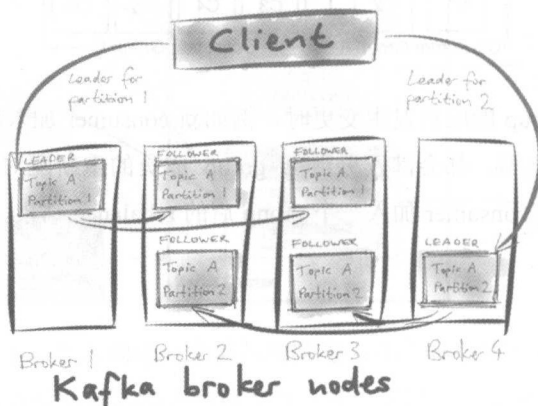 Client
Leader for
partition 1
Leader for
partition 2
LEADER
Topic A
Partition 1
FOLLOWER
Topic A
Partition 1
FOLLOWER
Topic A
Partition 1
FOLLOWER
Topic A
Partition 2
FOLLOWER
Topic A
Partition 2
LEADER
Topic A
Partition 2
Broker 1
Broker 2
Broker 3
Broker 4
Kafka broker nodes